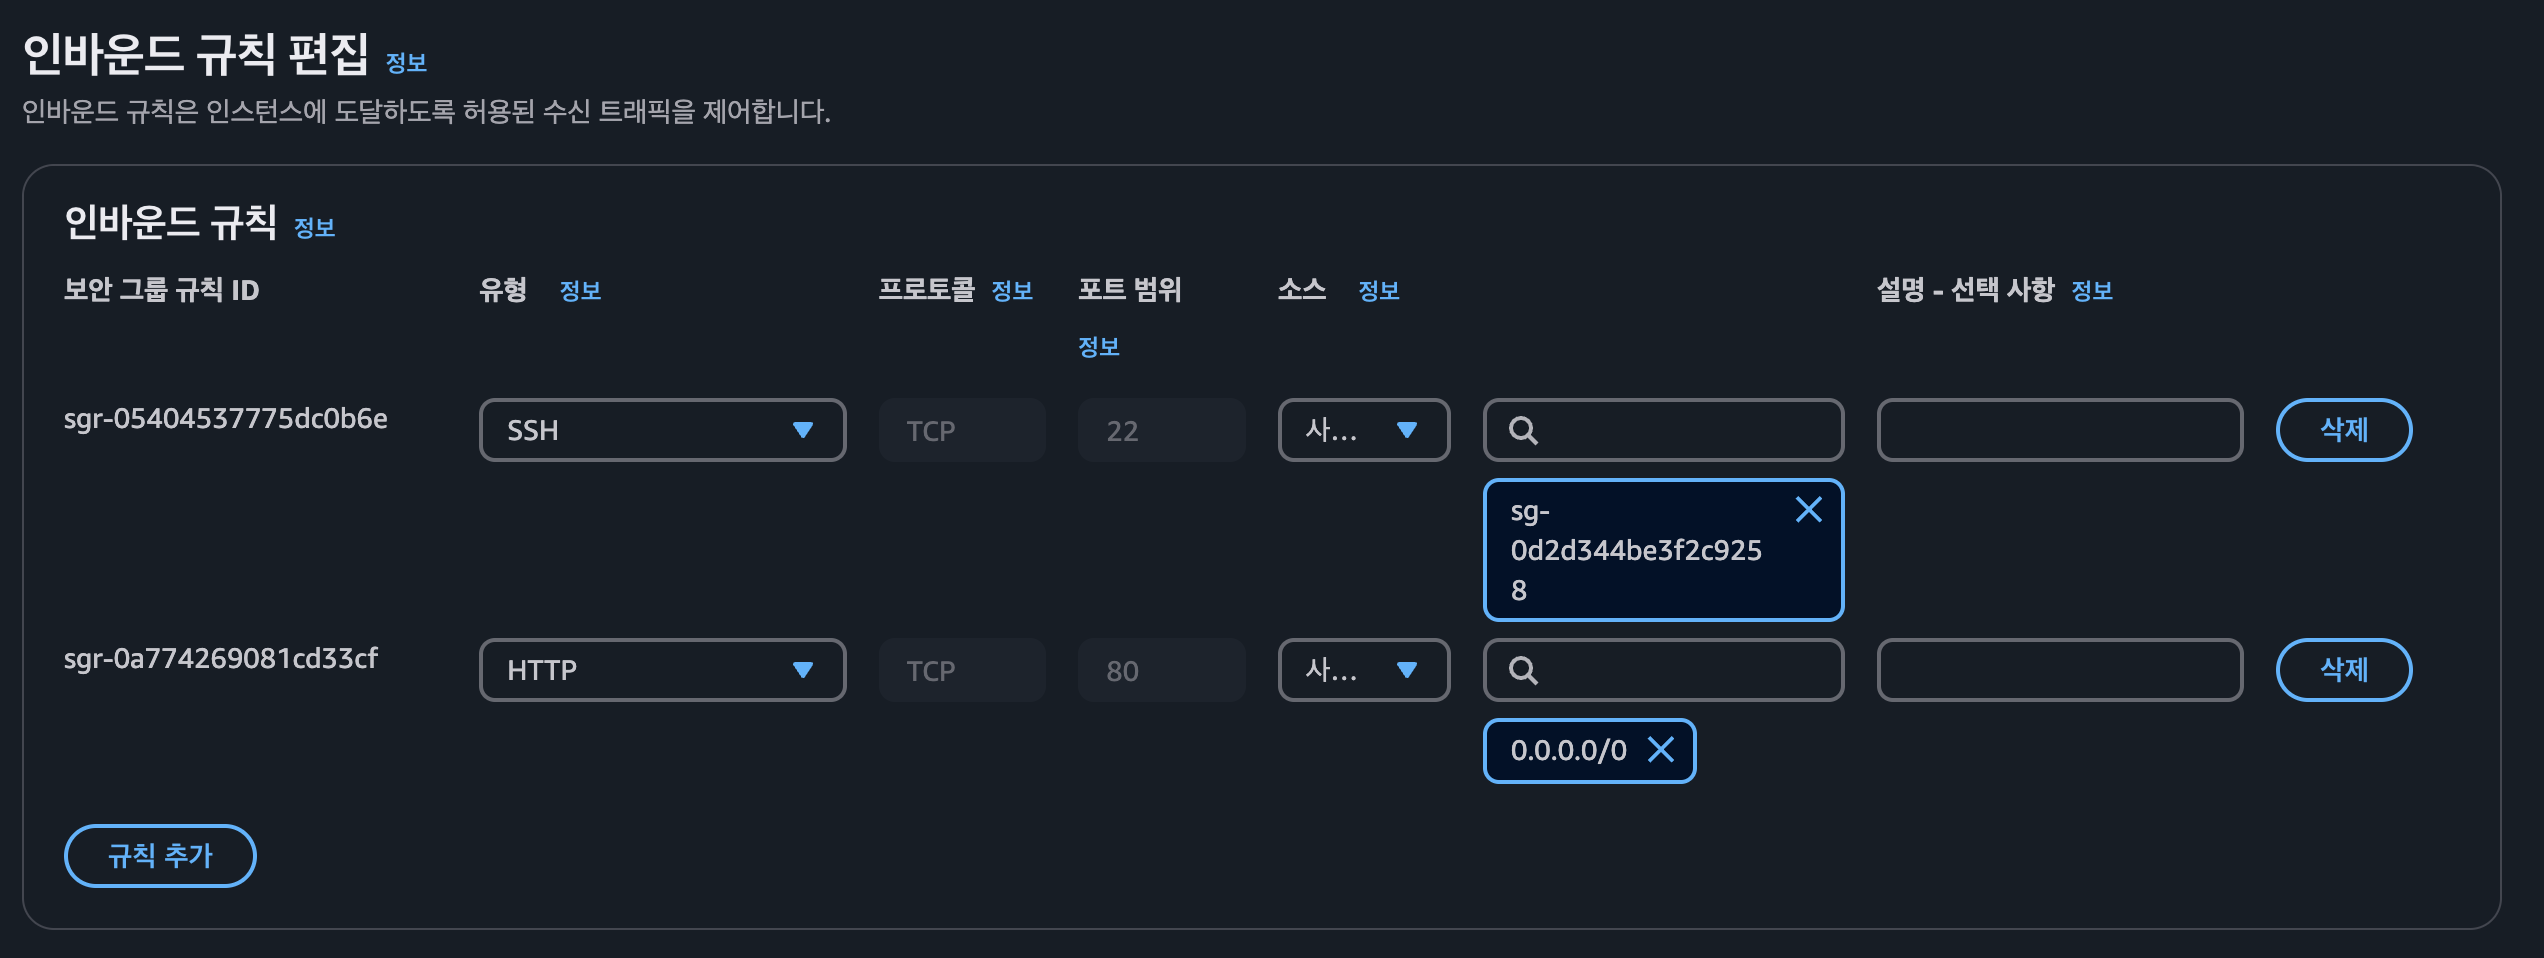 인바운드 규칙 편집 정보
인바운드 규칙은 인스턴스에 도달하도록 허용된 수신 트래픽을 제어합니다.
인바운드 규칙 정보
보안 그룹 규칙 ID 유형 정보 프로토콜 정보 포트 범위 소스 정보 설명 - 선택 사항 정보
정보
sgr-05404537775dc0b6e SSH TCP 22 사... 삭제
sg-
0d2d344be3f2c925
8
sgr-0a774269081cd33cf HTTP TCP 80 사... 삭제
0.0.0.0/0
규칙 추가